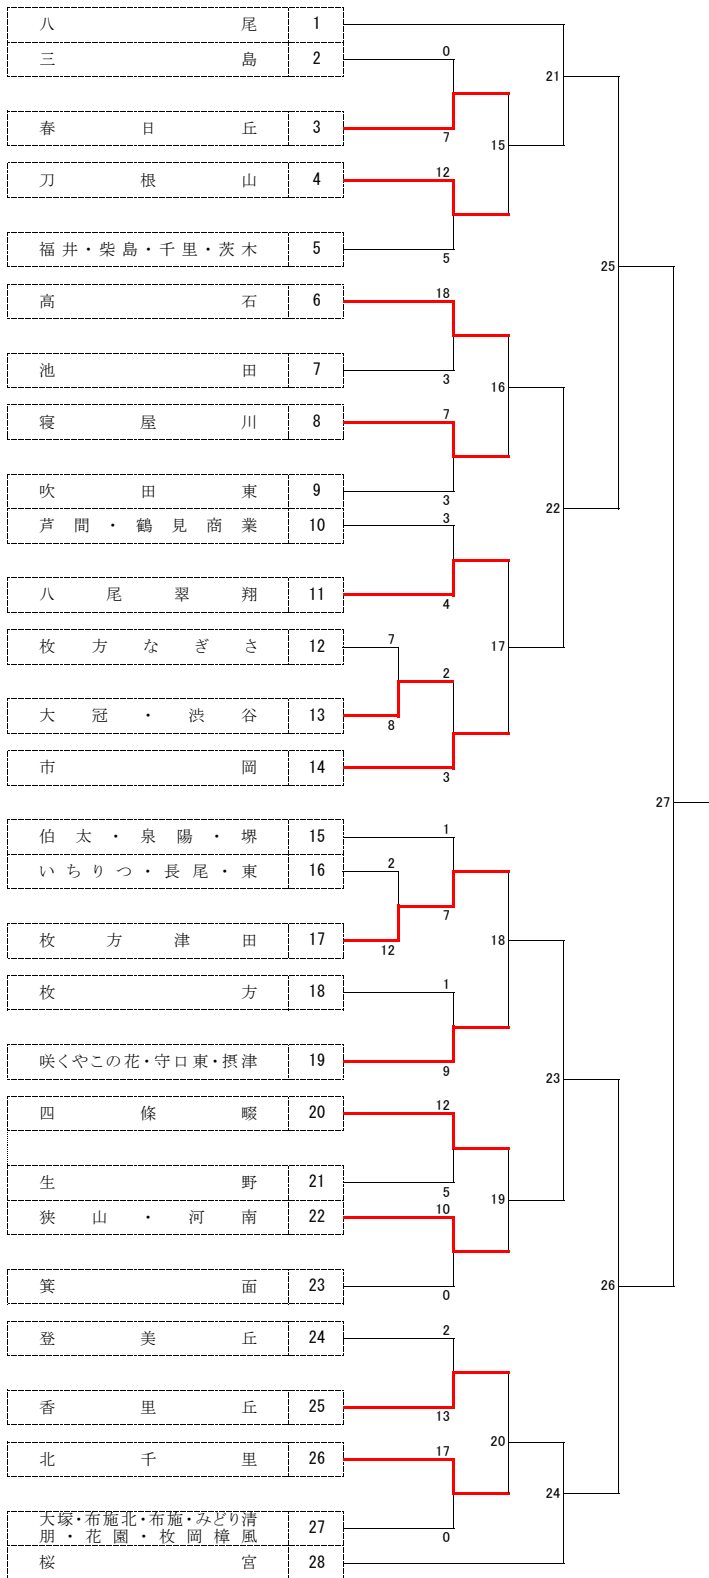 八尾 1
三島 2 0
21
春日丘 3 7
15
刀根山 4 12
福井・柴島・千里・茨木 5 5
25
高石 6 18
池田 7 3
16
寝屋川 8 7
吹田東 9 3
22
芦間・鶴見商業 10 3
八尾翠翔 11 4
枚方なぎさ 12 7
17
2
大冠・渋谷 13 8
市岡 14 3
27
伯太・泉陽・堺 15 1
いちりつ・長尾・東 16 2
7
枚方津田 17 12
18
枚方 18 1
咲くやこの花・守口東・摂津 19 9
23
四條畷 20 12
生野 21 5
19
狭山・河南 22 10
箕面 23 0
26
登美丘 24 2
香里丘 25 13
20
北千里 26 17
24
大塚・布施北・布施・みどり清
朋・花園・枚岡樟風 27 0
桜宮 28